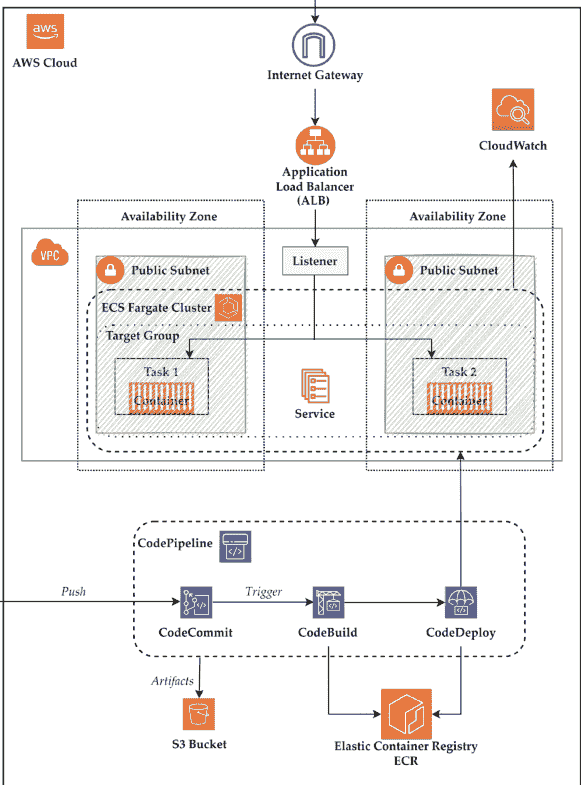 aws
AWS Cloud
Internet Gateway
CloudWatch
Application
Load Balancer
(ALB)
Availability Zone
Availability Zone
VPC
Listener
Public Subnet
Public Subnet
ECS Fargate Cluster
Target Group
Task 1
Container
Task 2
Container
Service
CodePipeline
Push
Trigger
CodeCommit
CodeBuild
CodeDeploy
Artifacts
S3 Bucket
Elastic Container Registry
ECR